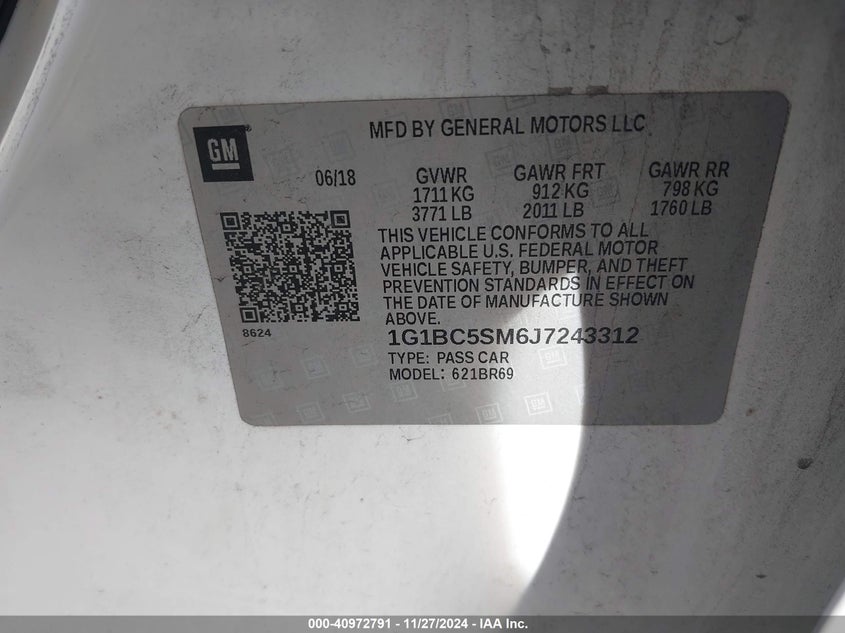 GM
MFD BY GENERAL MOTORS LLC
06/18
GVWR
1711 KG
3771 LB
GAWR FRT
912 KG
2011 LB
GAWR RR
798 KG
1760 LB
THIS VEHICLE CONFORMS TO ALL
APPLICABLE U.S. FEDERAL MOTOR
VEHICLE SAFETY, BUMPER, AND THEFT
PREVENTION STANDARDS IN EFFECT ON
THE DATE OF MANUFACTURE SHOWN
ABOVE.
8624
1G1BC5SM6J7243312
TYPE: PASS CAR
MODEL: 621BR69
000-40972791 - 11/27/2024 - IAA Inc.